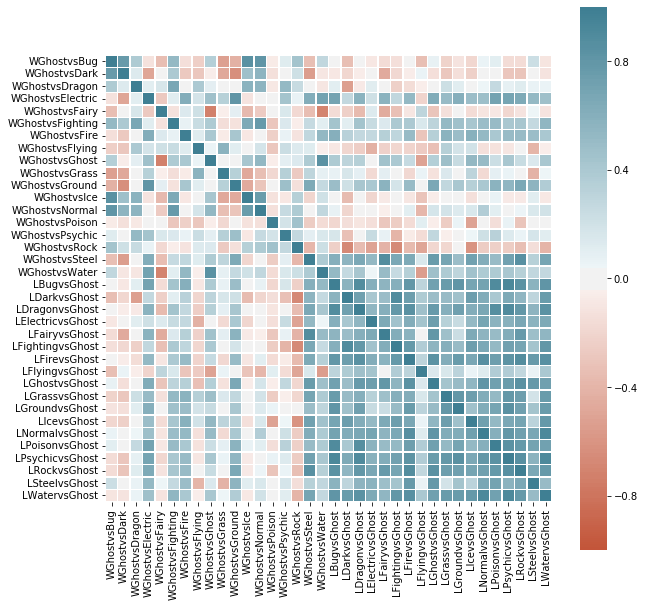 WGhostvsBug
WGhostvsDark
WGhostvsDragon
WGhostvsElectric
WGhostvsFairy
WGhostvsFighting
WGhostvsFire
WGhostvsFlying
WGhostvsGhost
WGhostvsGrass
WGhostvsGround
WGhostvsIce
WGhostvsNormal
WGhostvsPoison
WGhostvsPsychic
WGhostvsRock
WGhostvsSteel
WGhostvsWater
LBugvsGhost
LDarkvsGhost
LDragonvsGhost
LElectricvsGhost
LFairyvsGhost
LFightingvsGhost
LFirevsGhost
LFlyingvsGhost
LGhostvsGhost
LGrassvsGhost
LGroundvsGhost
LIcevsGhost
LNormalvsGhost
LPoisonvsGhost
LPsychicvsGhost
LRockvsGhost
LSteelvsGhost
LWatervsGhost
WGhostvsBug
WGhostvsDark
WGhostvsDragon
WGhostvsElectric
WGhostvsFairy
WGhostvsFighting
WGhostvsFire
WGhostvsFlying
WGhostvsGhost
WGhostvsGrass
WGhostvsGround
WGhostvsIce
WGhostvsNormal
WGhostvsPoison
WGhostvsPsychic
WGhostvsRock
WGhostvsSteel
WGhostvsWater
LBugvsGhost
LDarkvsGhost
LDragonvsGhost
LElectricvsGhost
LFairyvsGhost
LFightingvsGhost
LFirevsGhost
LFlyingvsGhost
LGhostvsGhost
LGrassvsGhost
LGroundvsGhost
LIcevsGhost
LNormalvsGhost
LPoisonvsGhost
LPsychicvsGhost
LRockvsGhost
LSteelvsGhost
LWatervsGhost
0.8
0.4
0.0
−0.4
−0.8